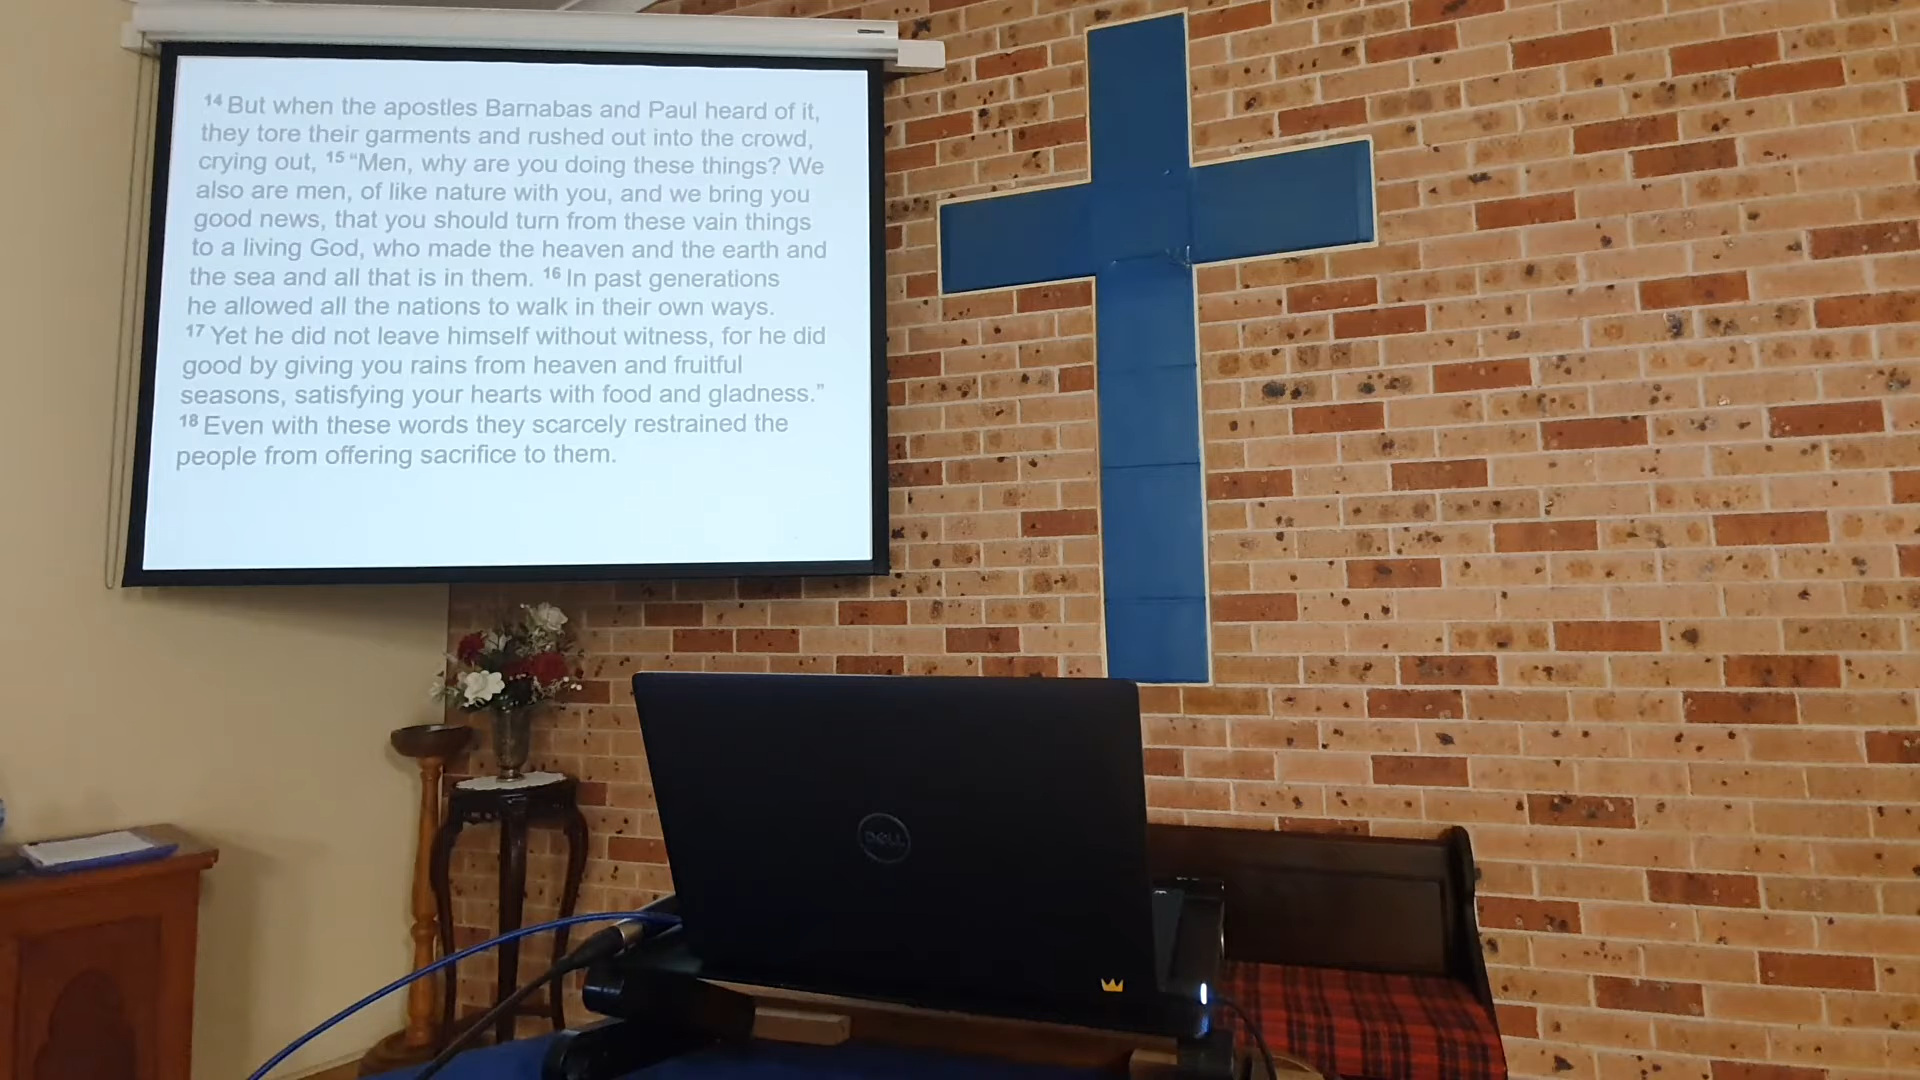 14 But when the apostles Barnabas and Paul heard of it,
they tore their garments and rushed out into the crowd,
crying out, 15 “Men, why are you doing these things? We
also are men, of like nature with you, and we bring you
good news, that you should turn from these vain things
to a living God, who made the heaven and the earth and
the sea and all that is in them. 16 In past generations
he allowed all the nations to walk in their own ways.
17 Yet he did not leave himself without witness, for he did
good by giving you rains from heaven and fruitful
seasons, satisfying your hearts with food and gladness.”
18 Even with these words they scarcely restrained the
people from offering sacrifice to them.
DELL